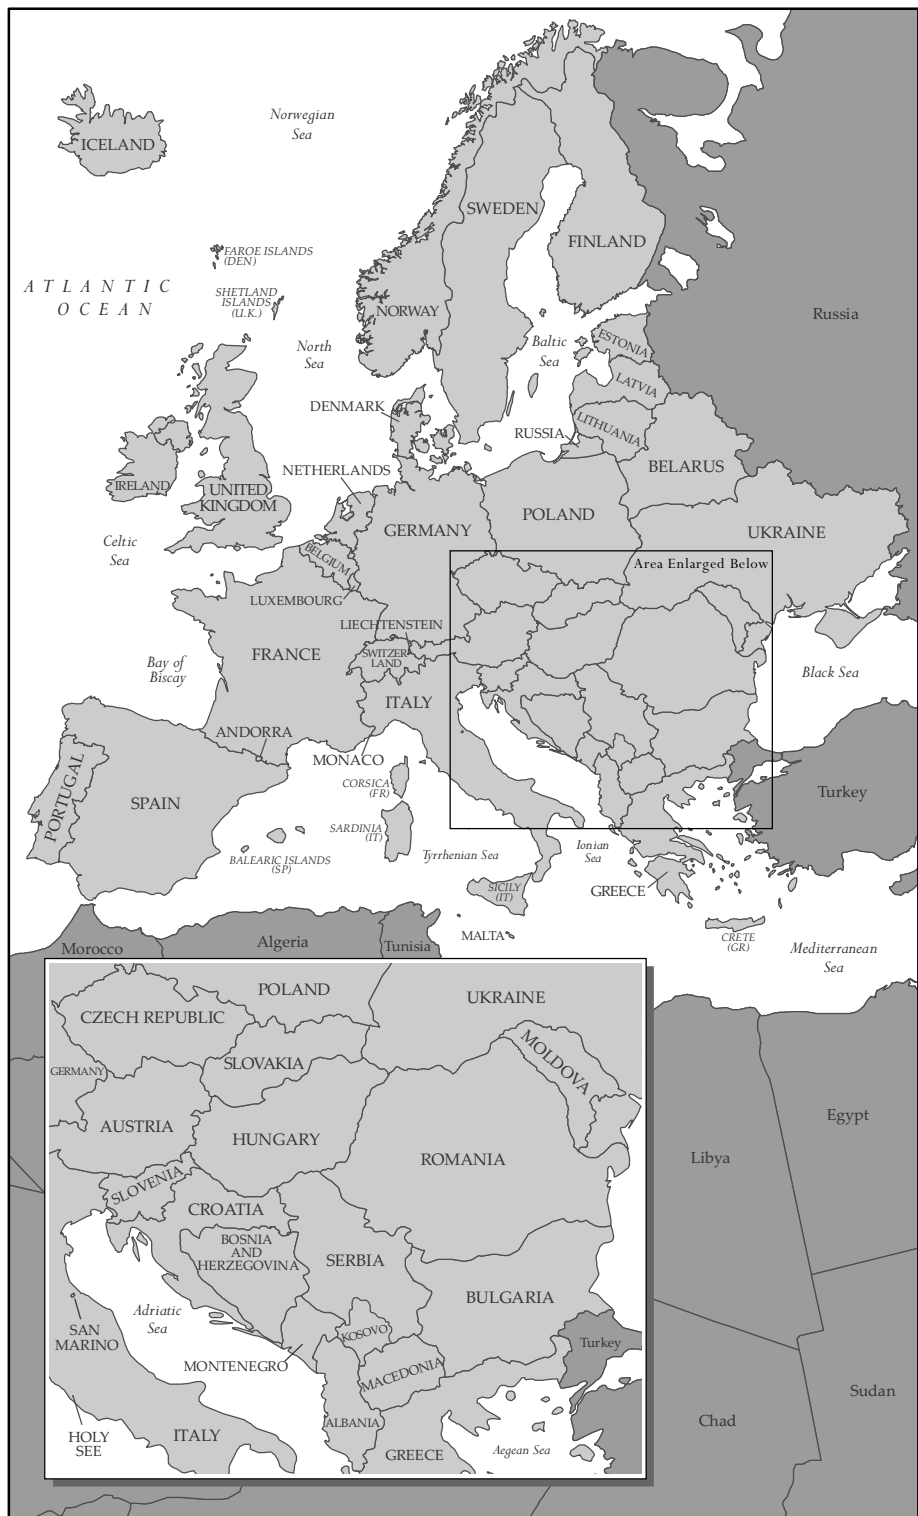 Norwegian
Sea
ICELAND
SWEDEN
FINLAND
FAROE ISLANDS
(DEN)
ATLANTIC
OCEAN
SHETLAND
ISLANDS
(U.K.)
NORWAY
Russia
North
Sea
Baltic
Sea
ESTONIA
LATVIA
DENMARK
LITHUANIA
RUSSIA
BELARUS
NETHERLANDS
IRELAND
UNITED
KINGDOM
GERMANY
POLAND
UKRAINE
Celtic
Sea
BELGIUM
Area Enlarged Below
LUXEMBOURG
LIECHTENSTEIN
FRANCE
SWITZER-
LAND
Bay of
Biscay
Black Sea
ITALY
ANDORRA
MONACO
CORSICA
(FR)
PORTUGAL
SPAIN
Turkey
SARDINIA
(IT)
BALEARIC ISLANDS
(SP)
Tyrrhenian Sea
Ionian
Sea
SICILY
(IT)
GREECE
MALTA
CRETE
(GR)
Mediterranean
Sea
Morocco
Algeria
Tunisia
POLAND
UKRAINE
CZECH REPUBLIC
SLOVAKIA
MOLDOVA
GERMANY
AUSTRIA
HUNGARY
ROMANIA
SLOVENIA
CROATIA
BOSNIA
AND
HERZEGOVINA
SERBIA
BULGARIA
Adriatic
Sea
SAN
MARINO
KOSOVO
Turkey
MONTENEGRO
MACEDONIA
ALBANIA
HOLY
SEE
ITALY
GREECE
Aegean Sea
Egypt
Libya
Sudan
Chad